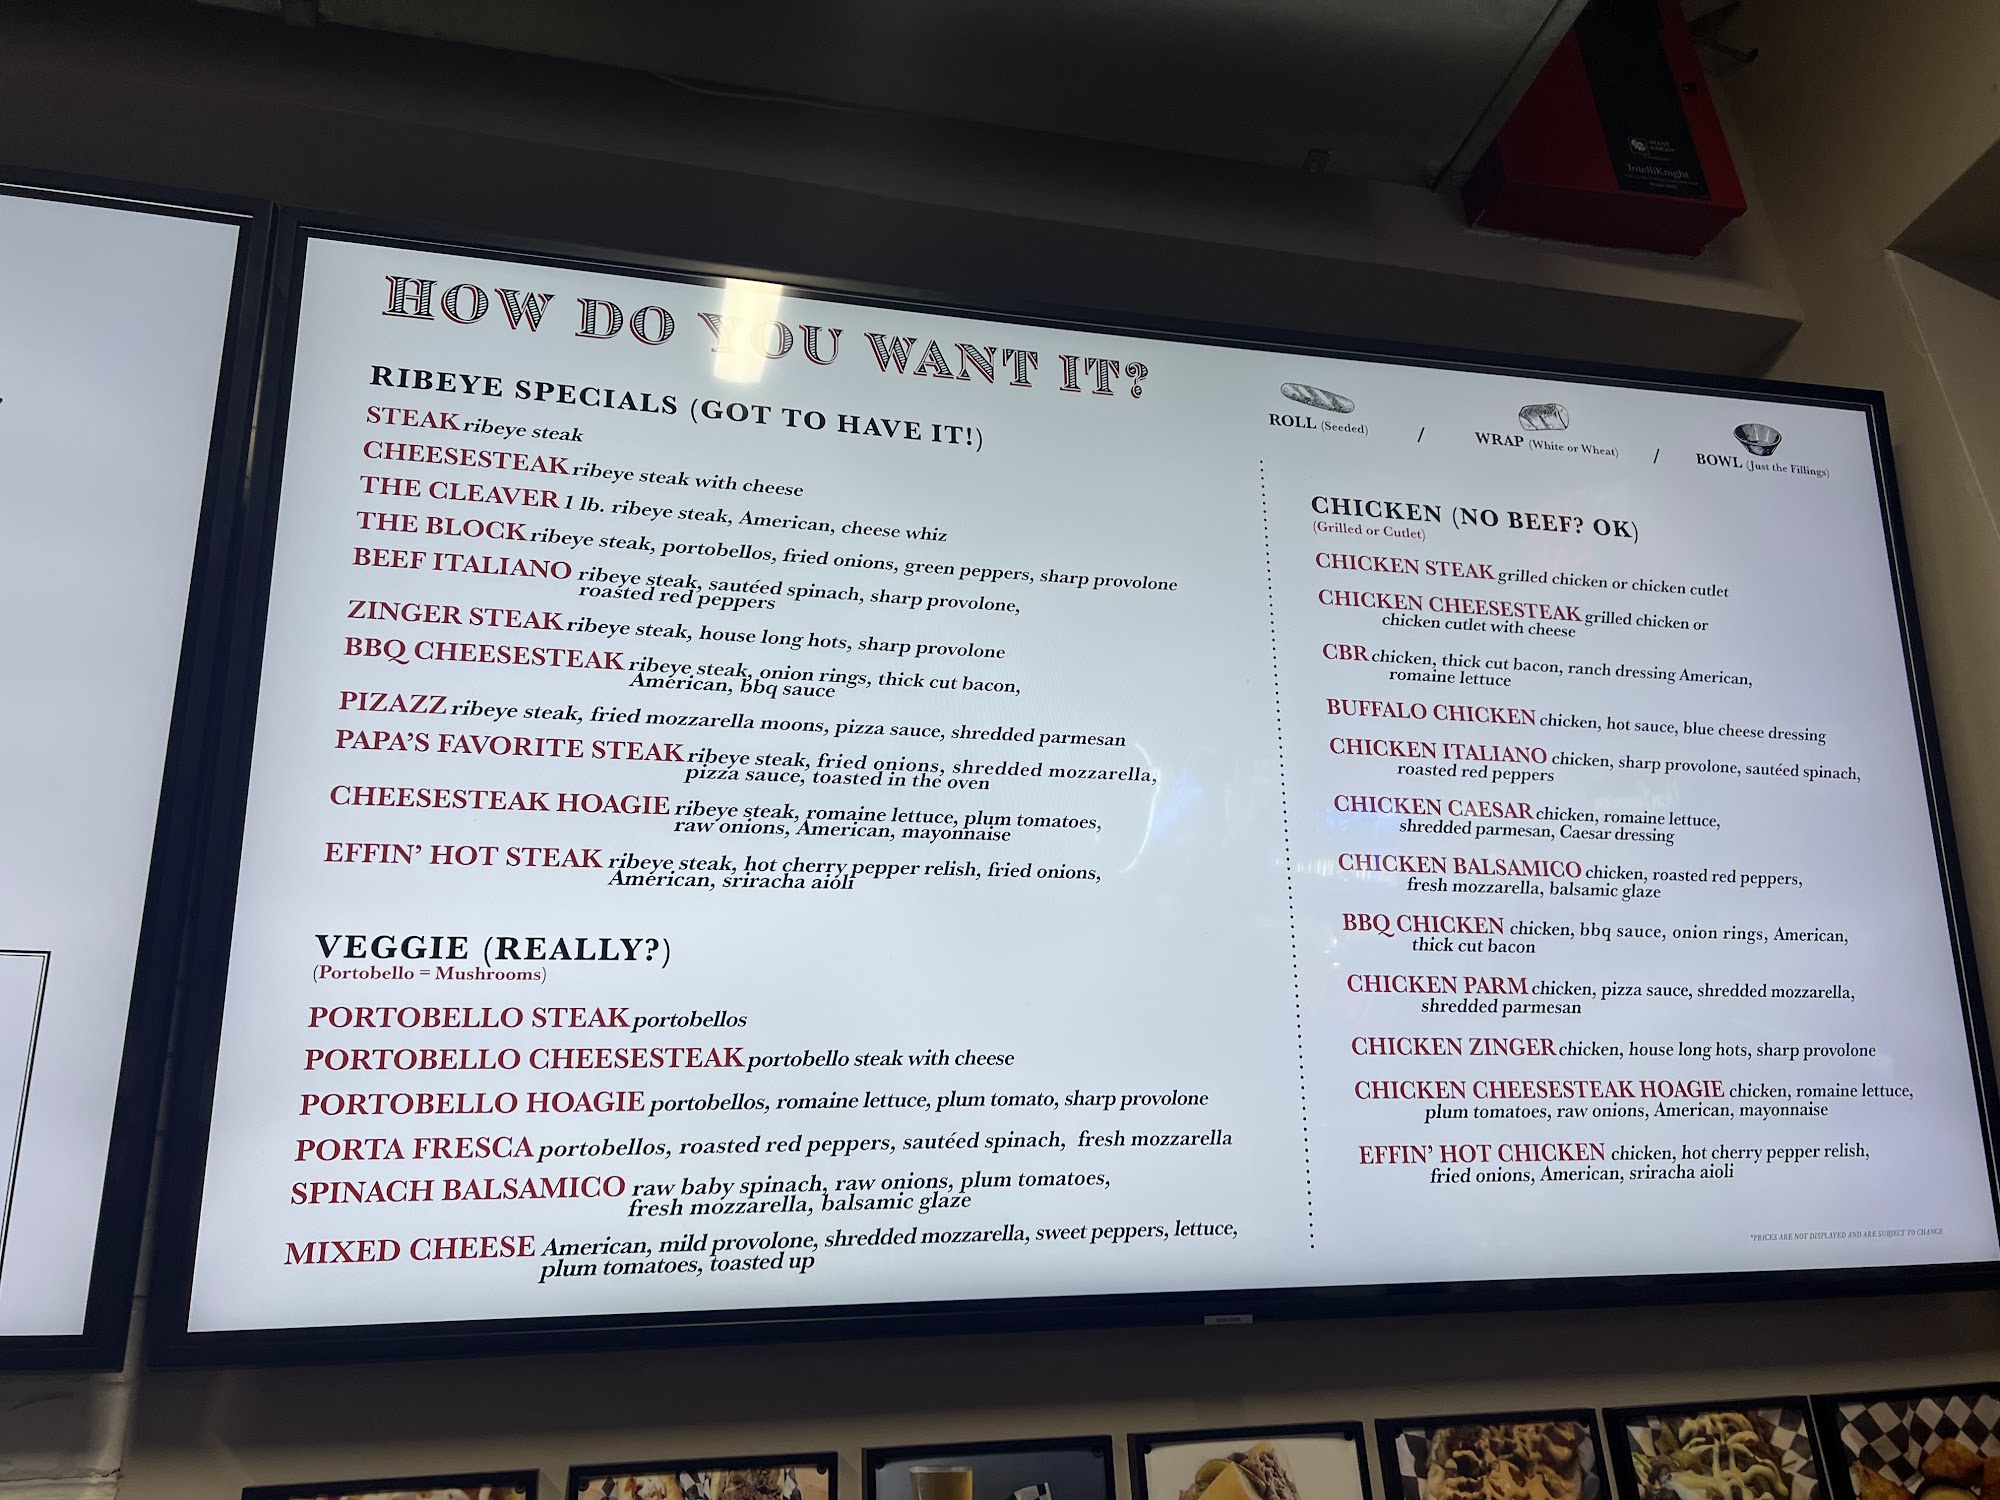 HOW DO YOU WANT IT?
RIBEYE SPECIALS (GOT TO HAVE IT!)
STEAK ribeye steak
CHEESESTEAK ribeye steak with cheese
THE CLEAVER 1 lb. ribeye steak, American, cheese whiz
THE BLOCK ribeye steak, portobellos, fried onions, green peppers, sharp provolone
BEEF ITALIANO ribeye steak, sautéed spinach, sharp provolone,
roasted red peppers
ZINGER STEAK ribeye steak, house long hots, sharp provolone
BBQ CHEESESTEAK ribeye steak, onion rings, thick cut bacon,
American, bbq sauce
PIZAZZ ribeye steak, fried mozzarella moons, pizza sauce, shredded parmesan
PAPA'S FAVORITE STEAK ribeye steak, fried onions, shredded mozzarella,
pizza sauce, toasted in the oven
CHEESESTEAK HOAGIE ribeye steak, romaine lettuce, plum tomatoes,
raw onions, American, mayonnaise
EFFIN' HOT STEAK ribeye steak, hot cherry pepper relish, fried onions,
American, sriracha aioli
VEGGIE (REALLY?)
(Portobello = Mushrooms)
PORTOBELLO STEAK portobellos
PORTOBELLO CHEESESTEAK portobello steak with cheese
PORTOBELLO HOAGIE portobellos, romaine lettuce, plum tomato, sharp provolone
PORTA FRESCA portobellos, roasted red peppers, sautéed spinach, fresh mozzarella
SPINACH BALSAMICO raw baby spinach, raw onions, plum tomatoes,
fresh mozzarella, balsamic glaze
MIXED CHEESE American, mild provolone, shredded mozzarella, sweet peppers, lettuce,
plum tomatoes, toasted up
ROLL (Seeded) / WRAP (White or Wheat) / BOWL (Just the Fillings)
CHICKEN (NO BEEF? OK)
(Grilled or Cutlet)
CHICKEN STEAK grilled chicken or chicken cutlet
CHICKEN CHEESESTEAK grilled chicken or
chicken cutlet with cheese
CBR chicken, thick cut bacon, ranch dressing American,
romaine lettuce
BUFFALO CHICKEN chicken, hot sauce, blue cheese dressing
CHICKEN ITALIANO chicken, sharp provolone, sautéed spinach,
roasted red peppers
CHICKEN CAESAR chicken, romaine lettuce,
shredded parmesan, Caesar dressing
CHICKEN BALSAMICO chicken, roasted red peppers,
fresh mozzarella, balsamic glaze
BBQ CHICKEN chicken, bbq sauce, onion rings, American,
thick cut bacon
CHICKEN PARM chicken, pizza sauce, shredded mozzarella,
shredded parmesan
CHICKEN ZINGER chicken, house long hots, sharp provolone
CHICKEN CHEESESTEAK HOAGIE chicken, romaine lettuce,
plum tomatoes, raw onions, American, mayonnaise
EFFIN' HOT CHICKEN chicken, hot cherry pepper relish,
fried onions, American, sriracha aioli
*PRICES ARE NOT DISPLAYED AND ARE SUBJECT TO CHANGE
SILENT
KNIGHT
IntelliKnight